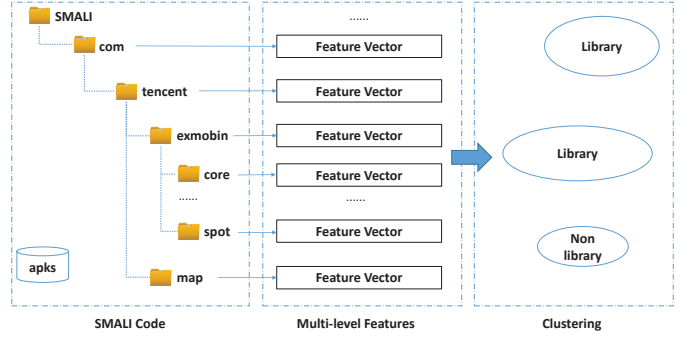 SMALI
com
tencent
exmobin
core
......
spot
map
apks
SMALI Code
......
Feature Vector
Feature Vector
Feature Vector
Feature Vector
......
Feature Vector
Feature Vector
Multi-level Features
Library
Library
Non
library
Clustering